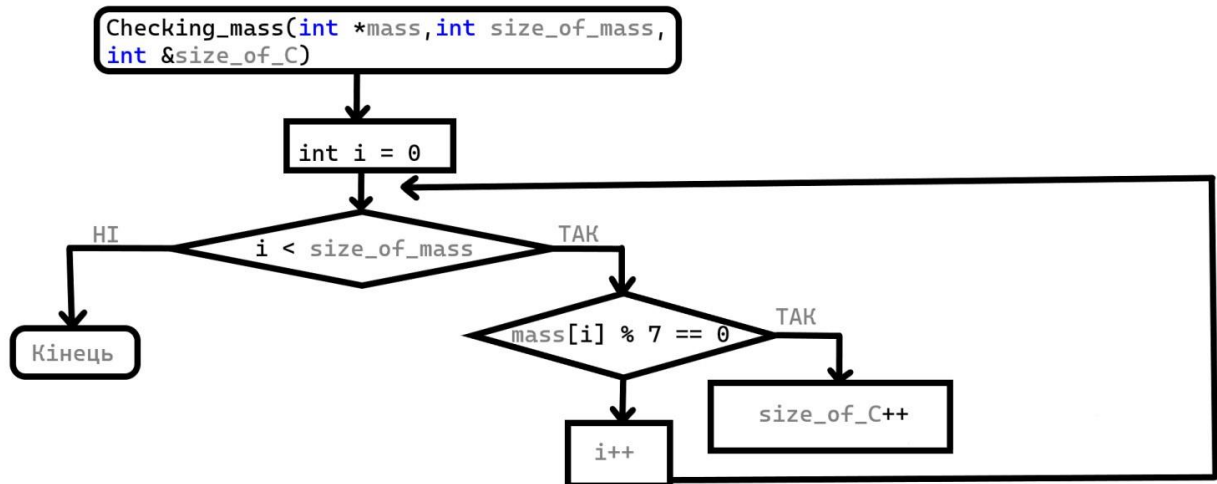 Checking_mass(int *mass,int size_of_mass,
int &size_of_C)
int i = 0
НІ
i < size_of_mass
ТАК
mass[i] % 7 == 0
ТАК
Кінець
size_of_C++
i++